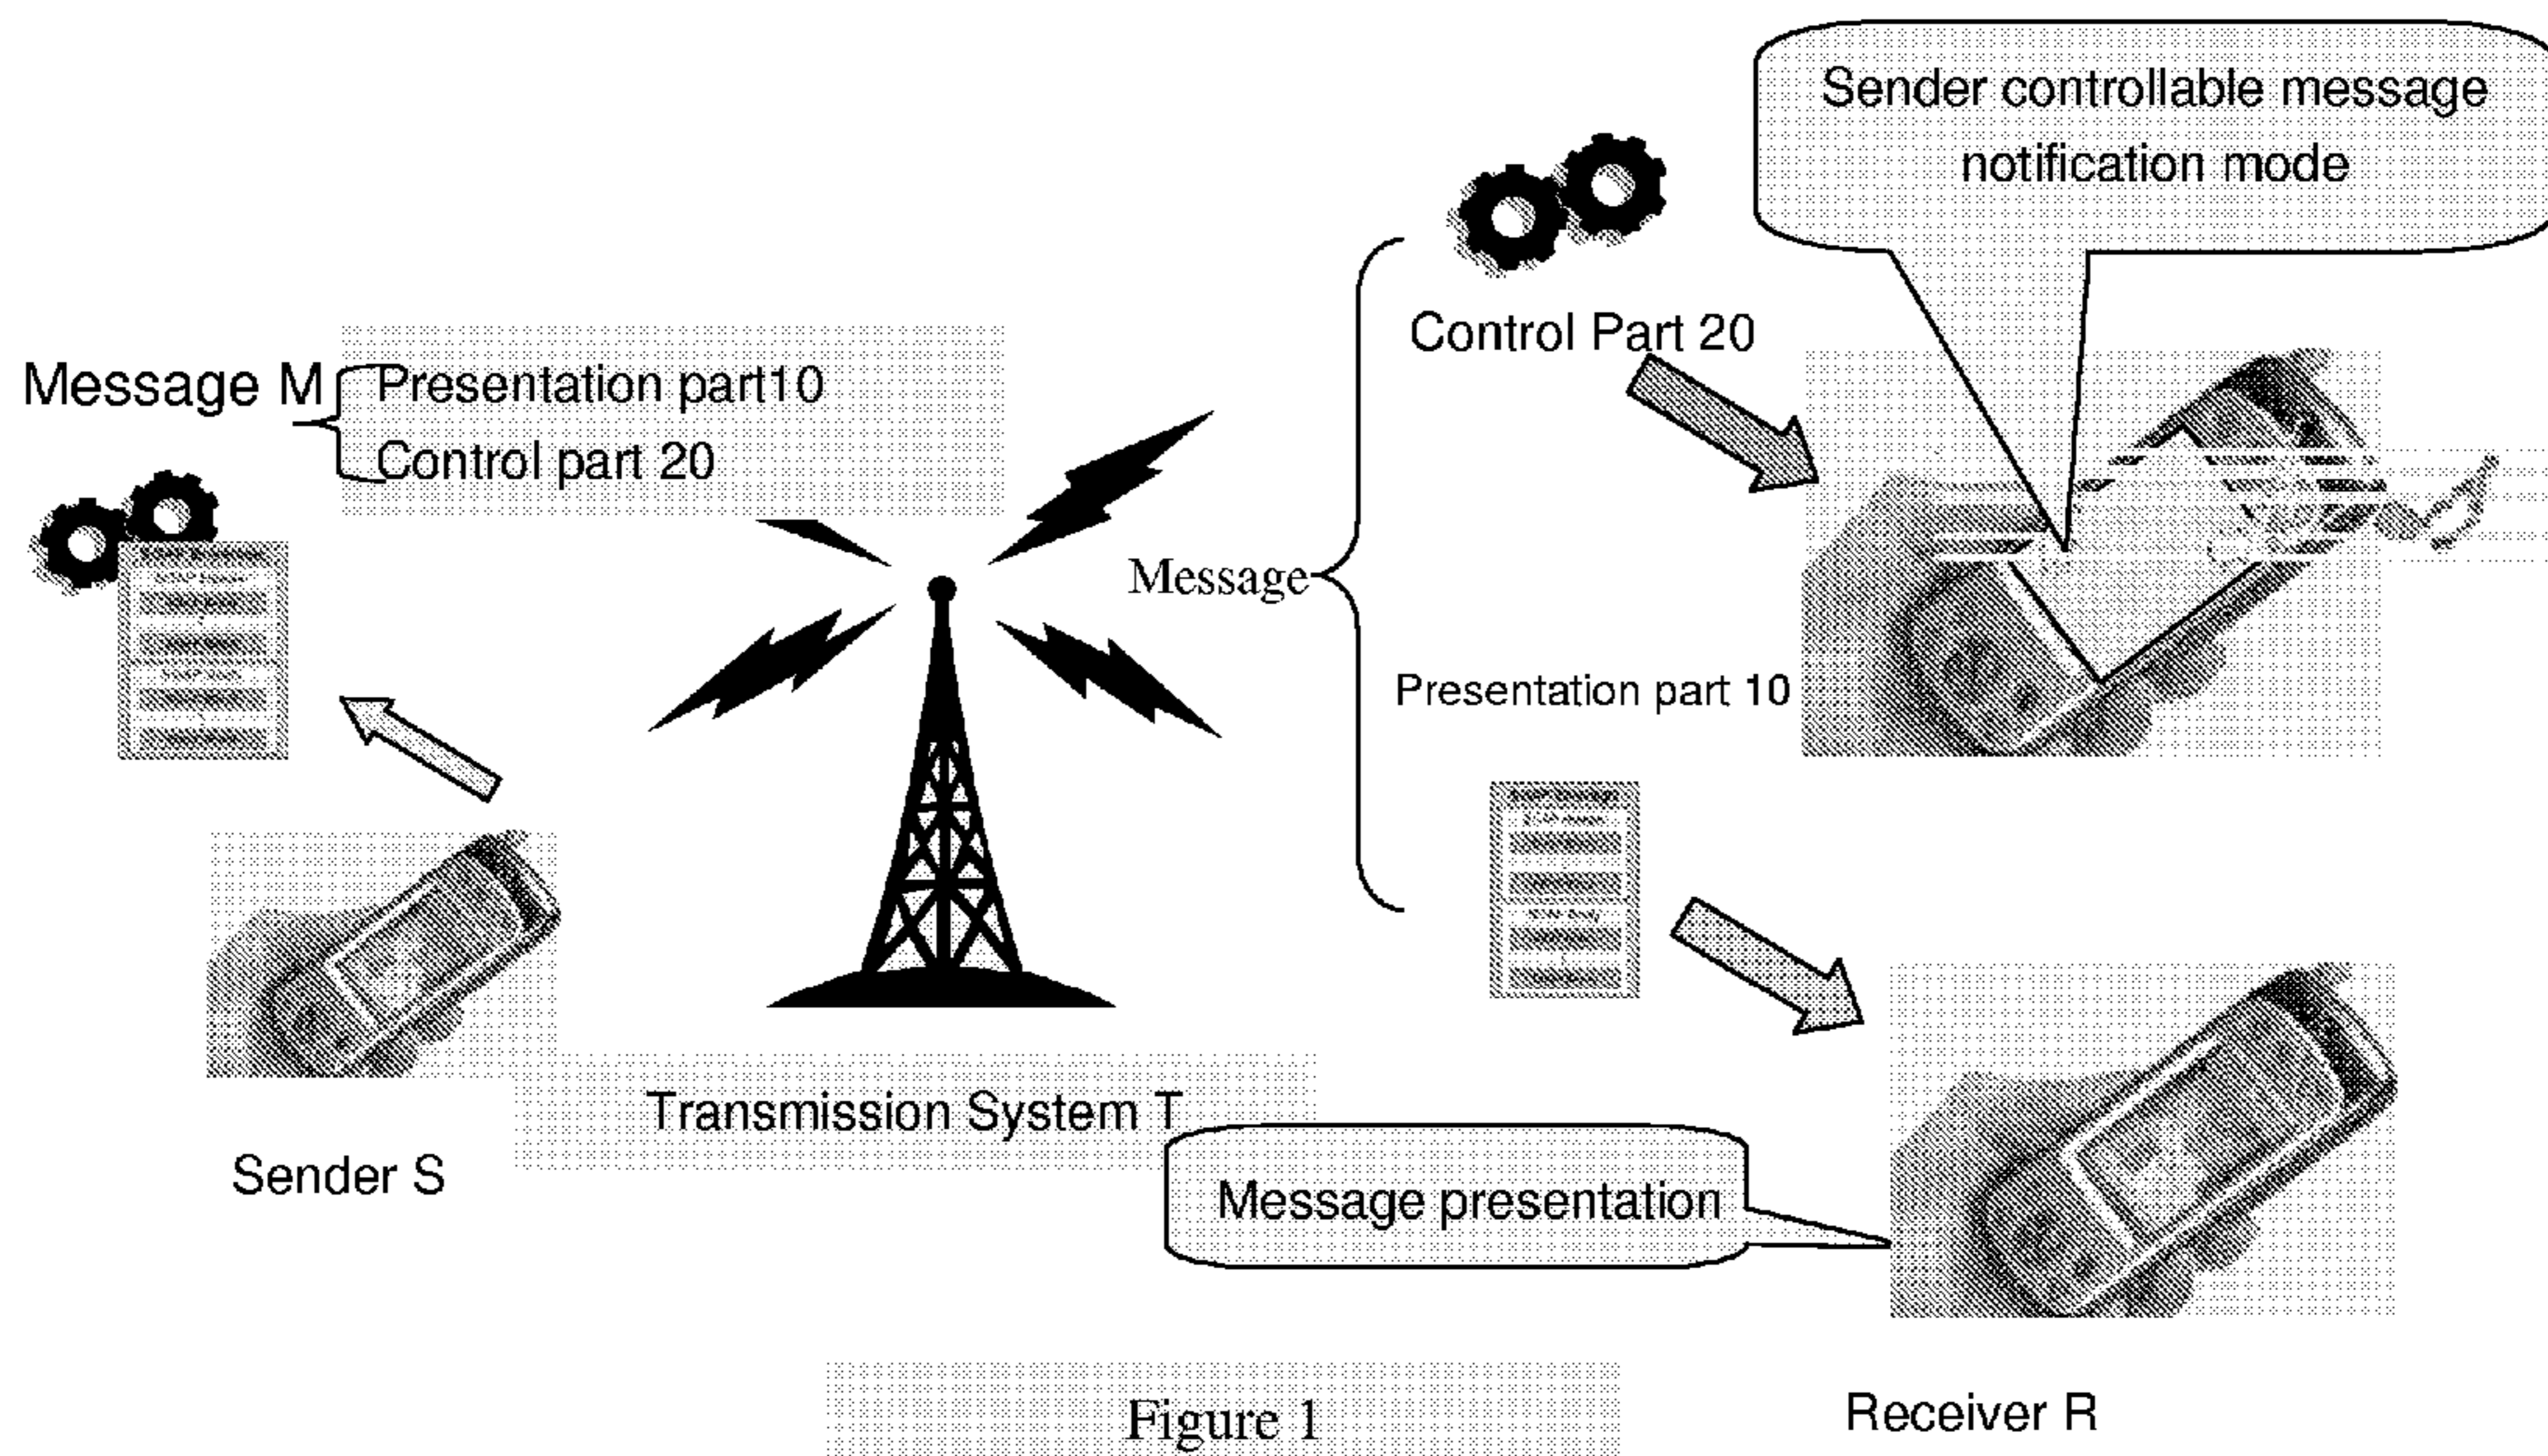 Sender controllable message
notification mode
Control Part 20
Message M
Presentation part10
Control part 20
Message
Presentation part 10
Transmission System T
Sender S
Message presentation
Receiver R
Figure 1